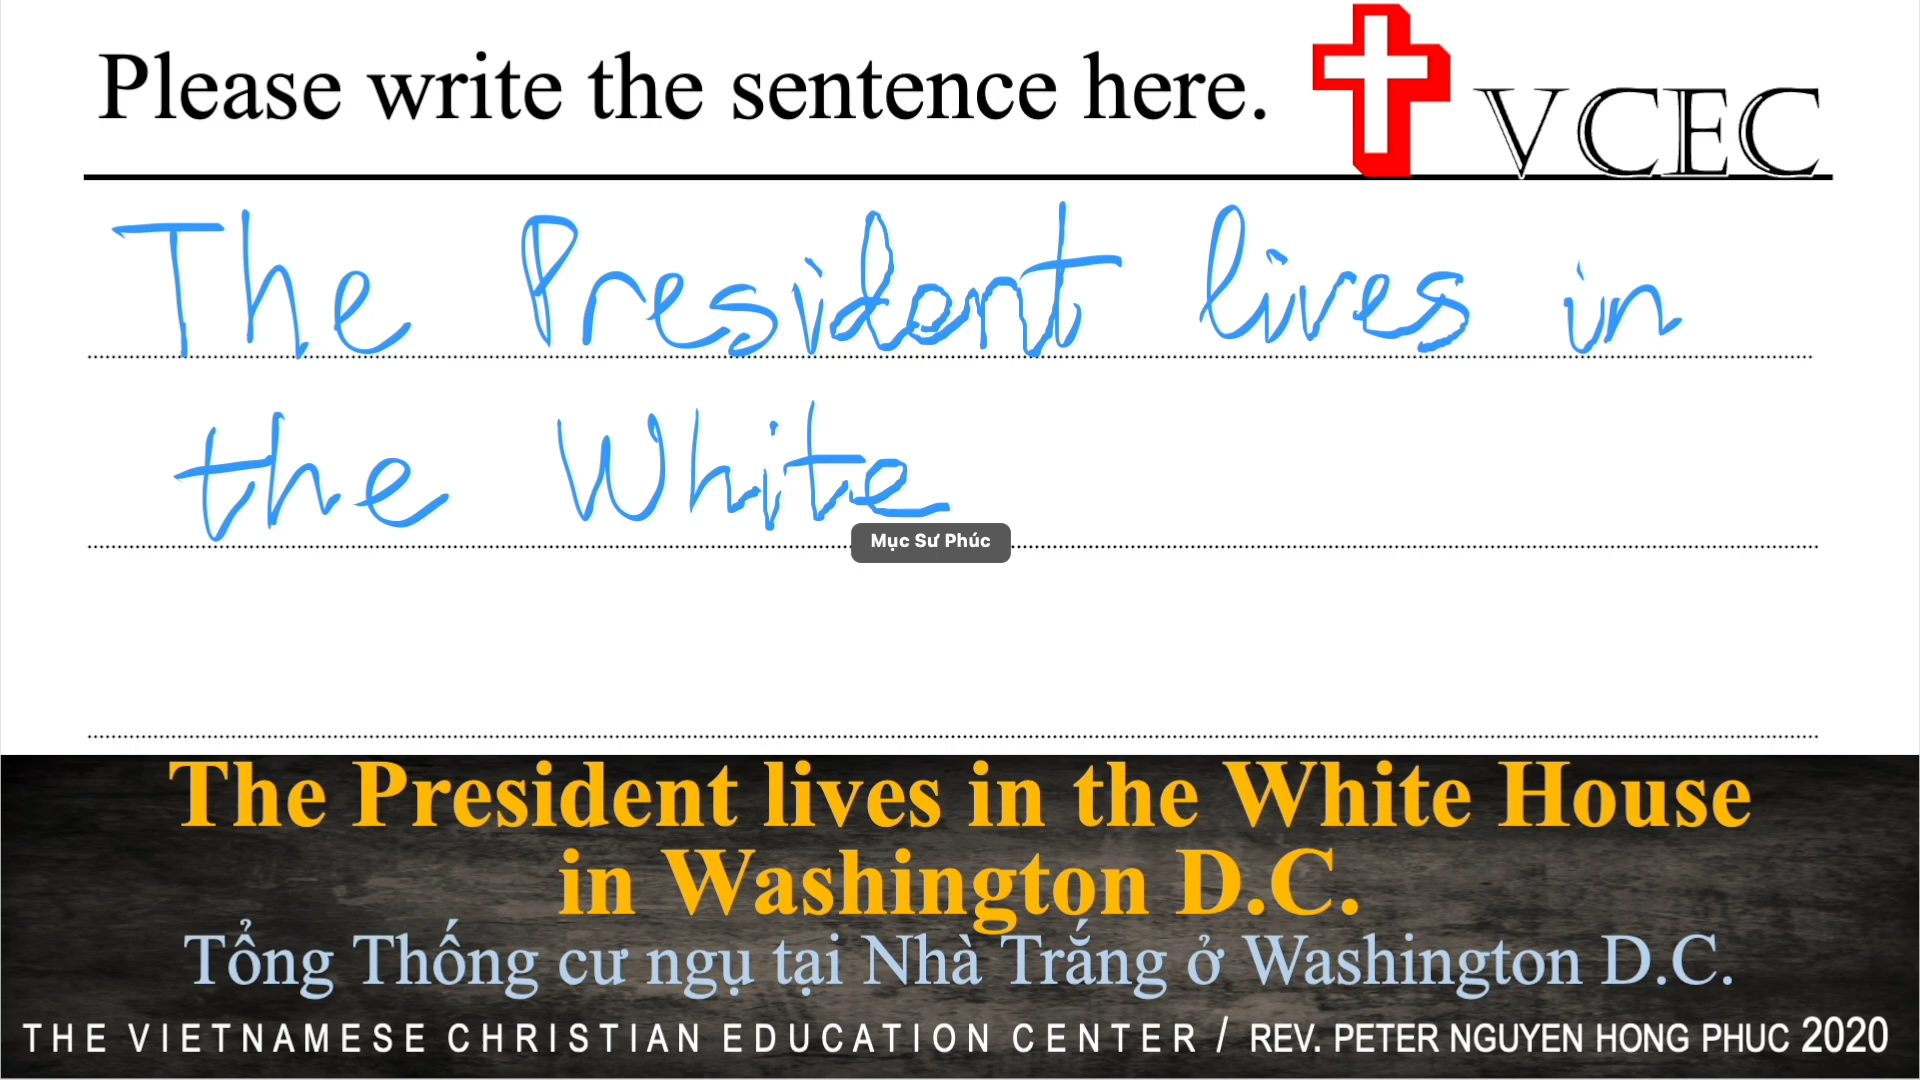 Please write the sentence here.
VCEC
The President lives in
the White
Mục Sư Phúc
The President lives in the White House
in Washington D.C.
Tổng Thống cư ngụ tại Nhà Trắng ở Washington D.C.
THE VIETNAMESE CHRISTIAN EDUCATION CENTER / REV. PETER NGUYEN HONG PHUC 2020